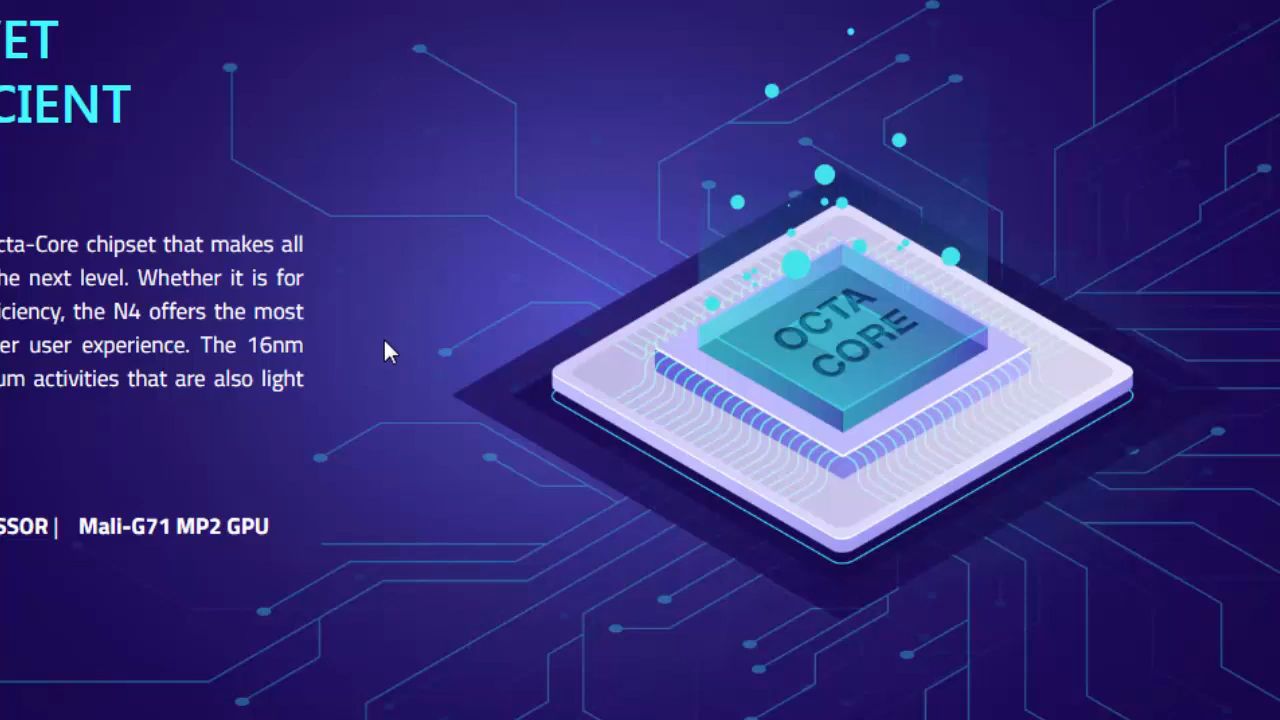 ET
CIENT
cta-Core chipset that makes all
he next level. Whether it is for
iciency, the N4 offers the most
er user experience. The 16nm
um activities that are also light
SSOR | Mali-G71 MP2 GPU
OCTA
CORE